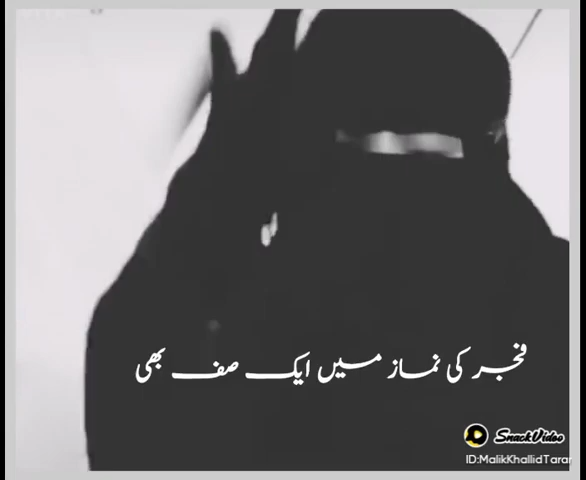 فجر کی نماز میں ایک صف بھی
SnackVideo
ID:MalikKhallidTarar